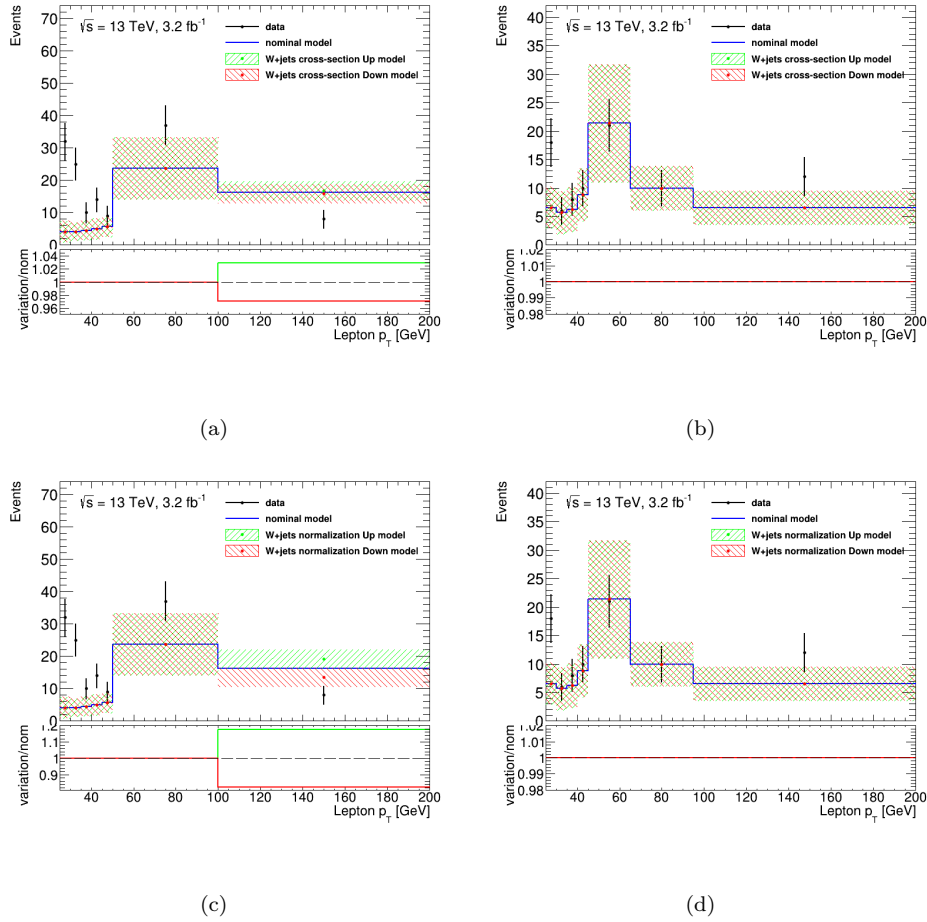 Events
70
60
50
40
30
20
10
0
√s = 13 TeV, 3.2 fb-1
data
nominal model
W+jets cross-section Up model
W+jets cross-section Down model
variation/nom
1.04
1.02
1
0.98
0.96
40 60 80 100 120 140 160 180 200
Lepton pT [GeV]
(a)
Events
40
35
30
25
20
15
10
5
0
√s = 13 TeV, 3.2 fb-1
data
nominal model
W+jets cross-section Up model
W+jets cross-section Down model
variation/nom
1.02
1.01
1
0.99
0.98
40 60 80 100 120 140 160 180 200
Lepton pT [GeV]
(b)
Events
70
60
50
40
30
20
10
0
√s = 13 TeV, 3.2 fb-1
data
nominal model
W+jets normalization Up model
W+jets normalization Down model
variation/nom
1.2
1.1
1
0.9
40 60 80 100 120 140 160 180 200
Lepton pT [GeV]
(c)
Events
40
35
30
25
20
15
10
5
0
√s = 13 TeV, 3.2 fb-1
data
nominal model
W+jets normalization Up model
W+jets normalization Down model
variation/nom
1.02
1.01
1
0.99
0.98
40 60 80 100 120 140 160 180 200
Lepton pT [GeV]
(d)